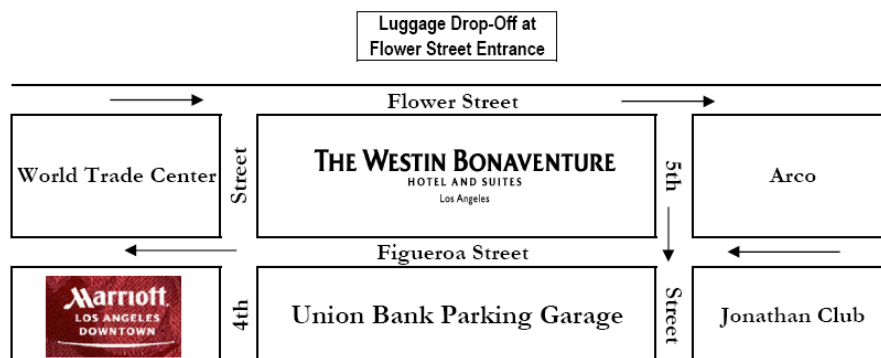 Luggage Drop-Off at
Flower Street Entrance
Flower Street
World Trade Center
Street
THE WESTIN BONAVENTURE
HOTEL AND SUITES
Los Angeles
5th
Arco
Figueroa Street
Marriott
LOS ANGELES
DOWNTOWN
4th
Union Bank Parking Garage
Street
Jonathan Club